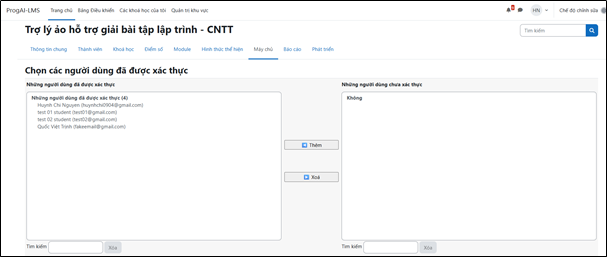 ProgAI-LMS Trang chủ Bảng Điều khiển Các khoá học của tôi Quản trị khu vực HN Chế độ chỉnh sửa
Trợ lý ảo hỗ trợ giải bài tập lập trình - CNTT
Tìm kiếm
Thông tin chung Thành viên Khoá học Điểm số Module Hình thức thể hiện Máy chủ Báo cáo Phát triển
Chọn các người dùng đã được xác thực
Những người dùng đã được xác thực Những người dùng chưa xác thực
Những người dùng đã được xác thực (4) Không
Huỳnh Chi Nguyen (huynhchi0904@gmail.com)
test 01 student (test01@gmail.com)
test 02 student (test02@gmail.com)
Quốc Việt Trinh (fakeemail@gmail.com)
Thêm
Xoá
Tìm kiếm Xóa Tìm kiếm Xóa